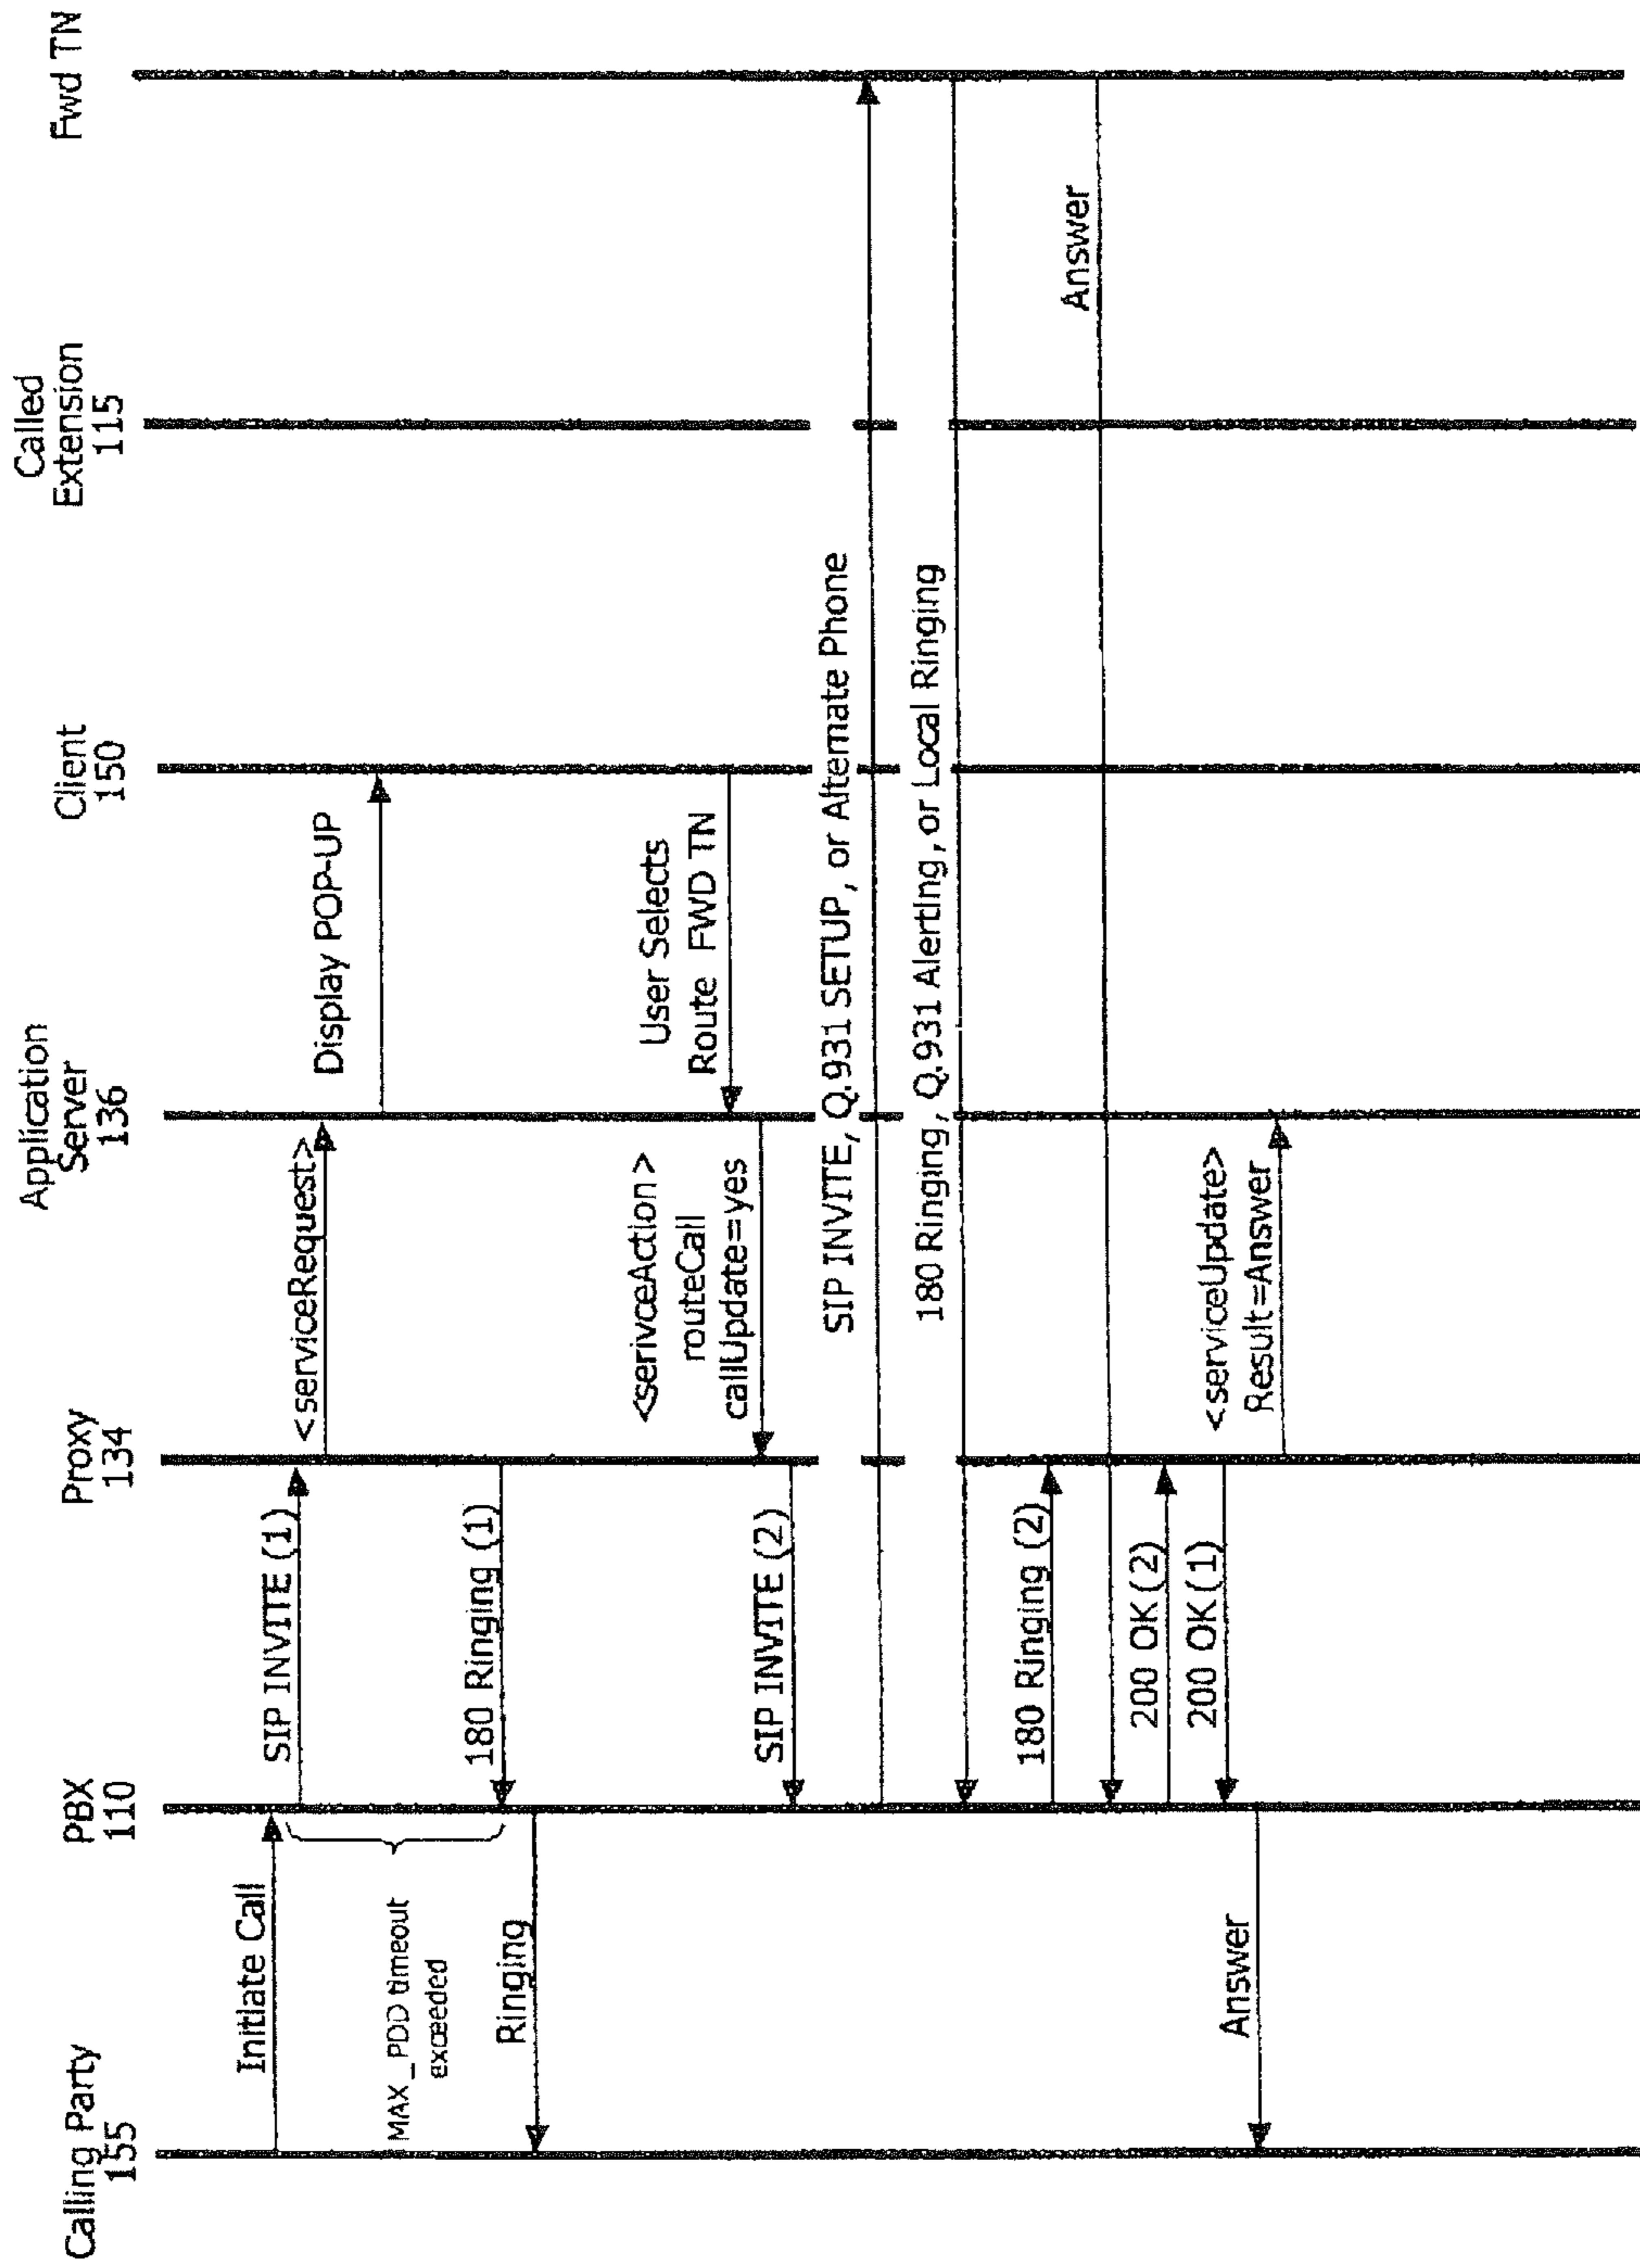 Calling Party
155
PBX
110
Proxy
134
Application
Server
136
Client
150
Called
Extension
115
Fwd TN
Initiate Call
SIP INVITE (1)
<serviceRequest>
Display POP-UP
MAX_PDD timeout
exceeded
180 Ringing (1)
Ringing
User Selects
Route FWD TN
<serivceAction>
routeCall
callUpdate=yes
SIP INVITE (2)
SIP INVITE, Q.931 SETUP, or Alternate Phone
180 Ringing, Q.931 Alerting, or Local Ringing
180 Ringing (2)
Answer
200 OK (2)
200 OK (1)
<serviceUpdate>
Result=Answer
Answer